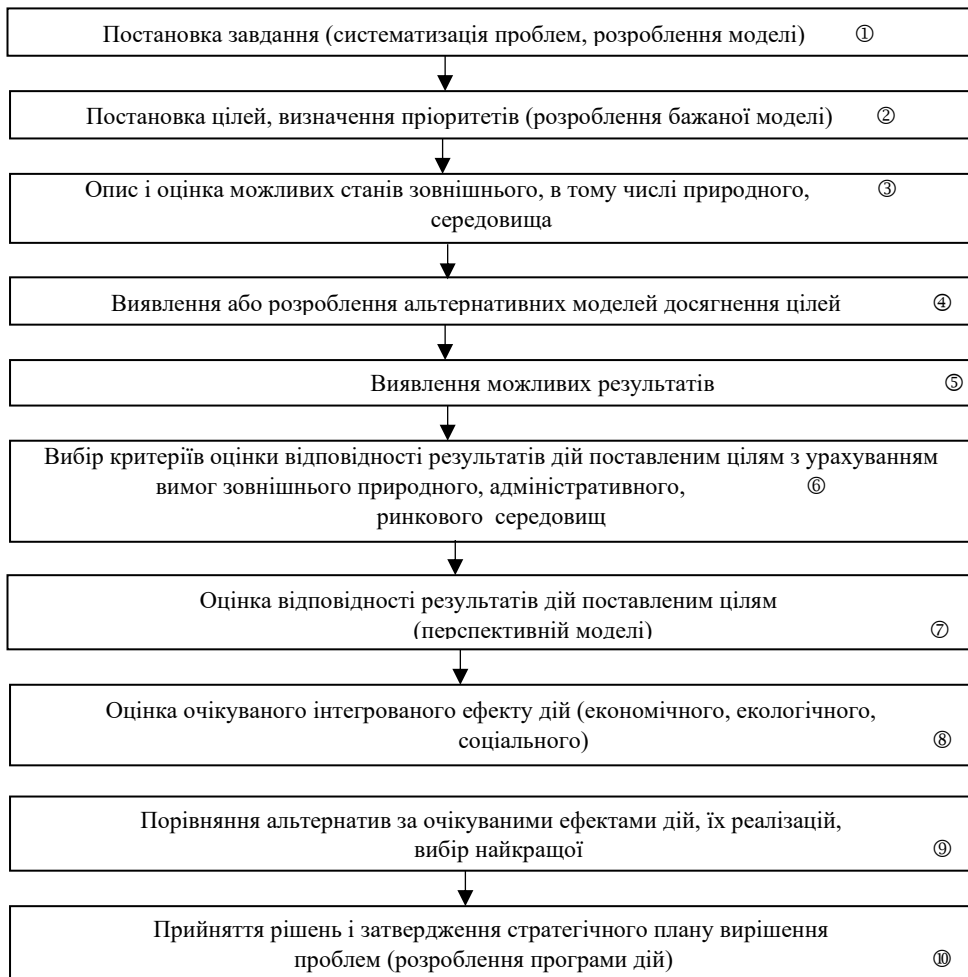 Постановка завдання (систематизація проблем, розроблення моделі) ①
Постановка цілей, визначення пріоритетів (розроблення бажаної моделі) ②
Опис і оцінка можливих станів зовнішнього, в тому числі природного, ③
середовища
Виявлення або розроблення альтернативних моделей досягнення цілей ④
Виявлення можливих результатів ⑤
Вибір критеріїв оцінки відповідності результатів дій поставленим цілям з урахуванням
вимог зовнішнього природного, адміністративного, ⑥
ринкового середовищ
Оцінка відповідності результатів дій поставленим цілям
(перспективній моделі) ⑦
Оцінка очікуваного інтегрованого ефекту дій (економічного, екологічного,
соціального) ⑧
Порівняння альтернатив за очікуваними ефектами дій, їх реалізацій,
вибір найкращої ⑨
Прийняття рішень і затвердження стратегічного плану вирішення
проблем (розроблення програми дій) ⑩